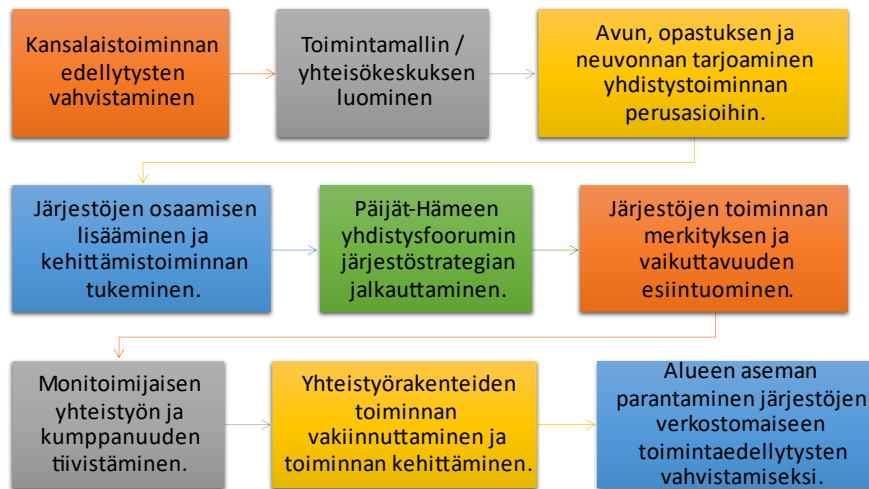 Kansalaistoiminnan
edellytysten
vahvistaminen
Toimintamallin /
yhteisökeskuksen
luominen
Avun, opastuksen ja
neuvonnan tarjoaminen
yhdistystoiminnan
perusasioihin.
Järjestöjen osaamisen
lisääminen ja
kehittämistoiminnan
tukeminen.
Päijät-Hämeen
yhdistysfoorumin
järjestöstrategian
jalkauttaminen.
Järjestöjen toiminnan
merkityksen ja
vaikuttavuuden
esiintuominen.
Monitoimijaisen
yhteistyön ja
kumppanuuden
tiivistäminen.
Yhteistyörakenteiden
toiminnan
vakiinnuttaminen ja
toiminnan kehittäminen.
Alueen aseman
parantaminen järjestöjen
verkostomaiseen
toimintaedellytysten
vahvistamiseksi.